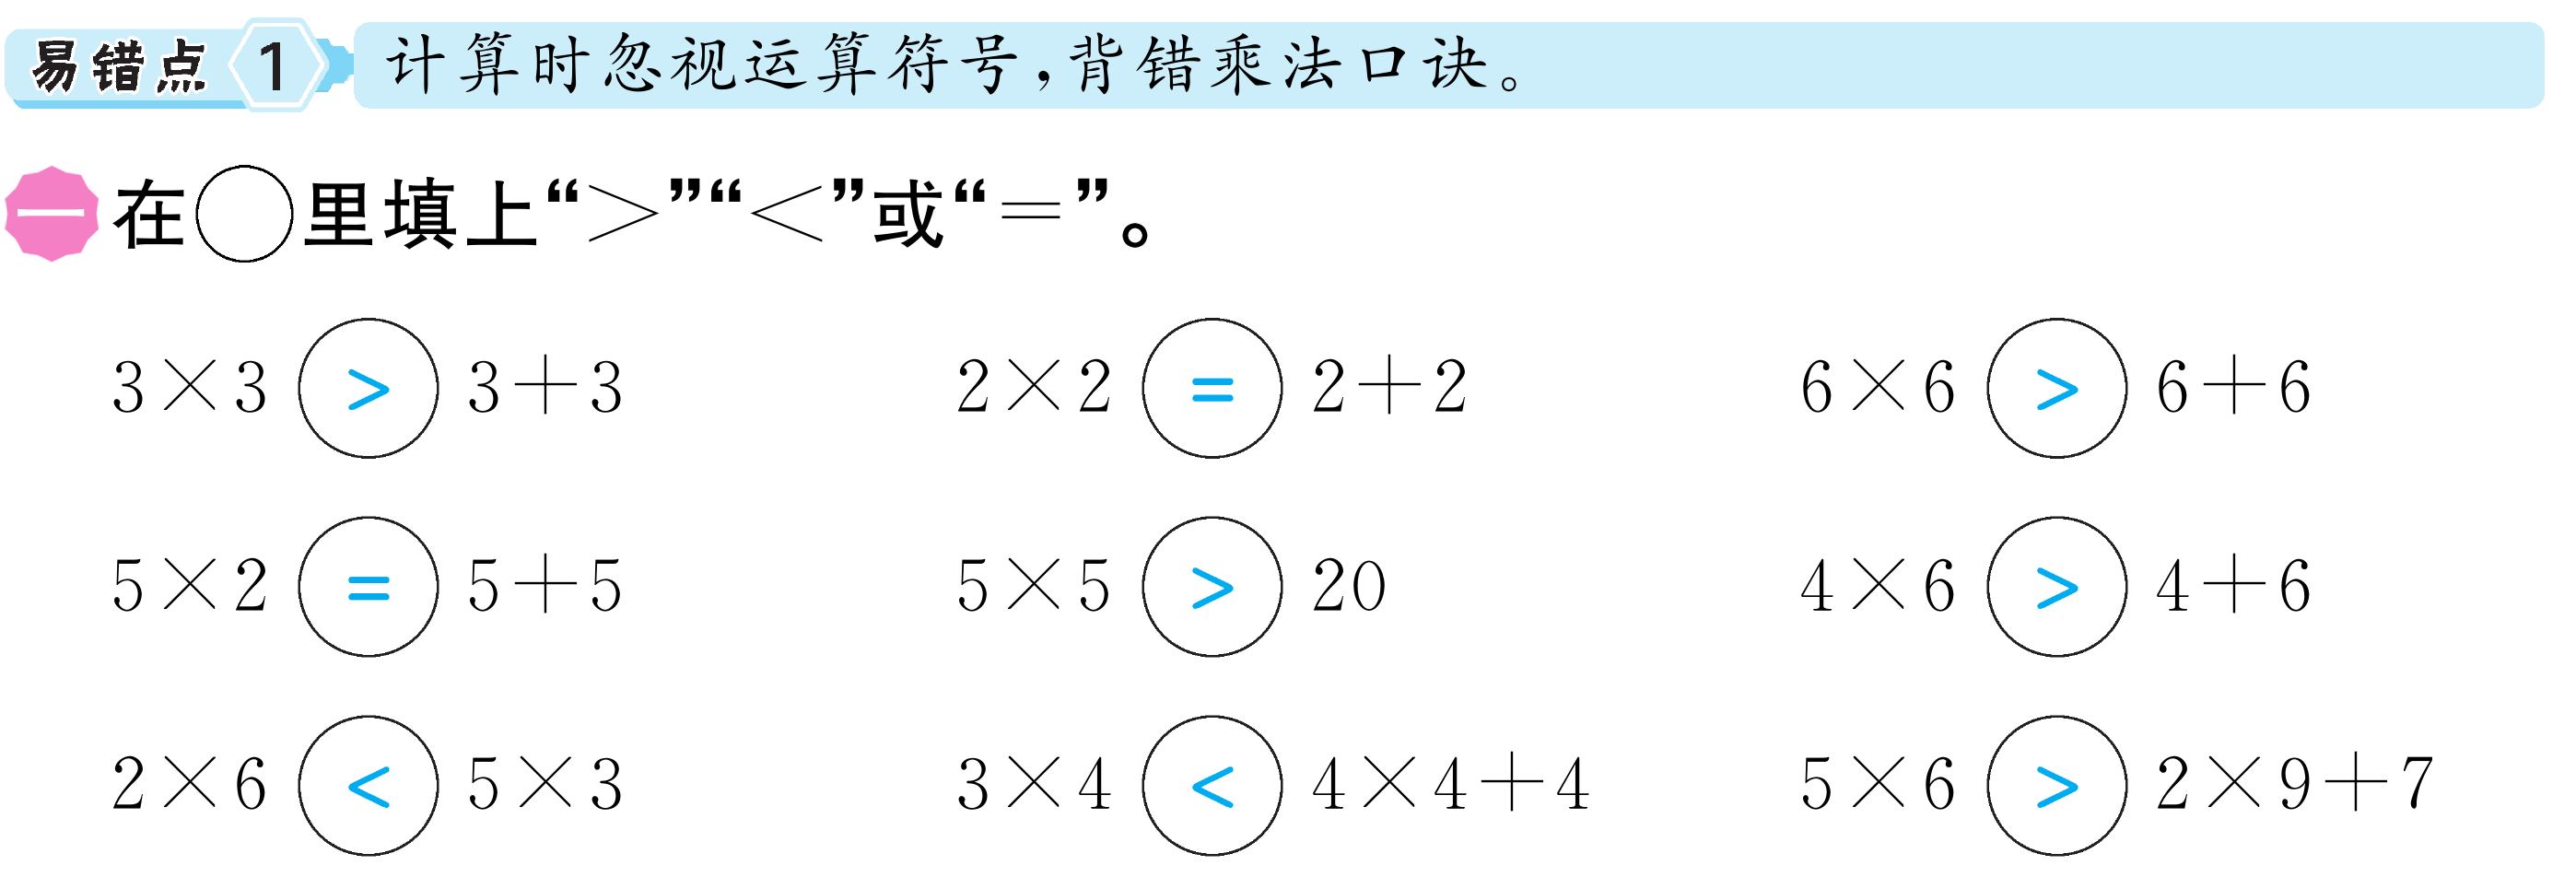 易错点 1 计算时忽视运算符号，背错乘法口诀。
一 在○里填上“>”“<”或“=”。
3×3 > 3+3 2×2 = 2+2 6×6 > 6+6
5×2 = 5+5 5×5 > 20 4×6 > 4+6
2×6 < 5×3 3×4 < 4×4+4 5×6 > 2×9+7